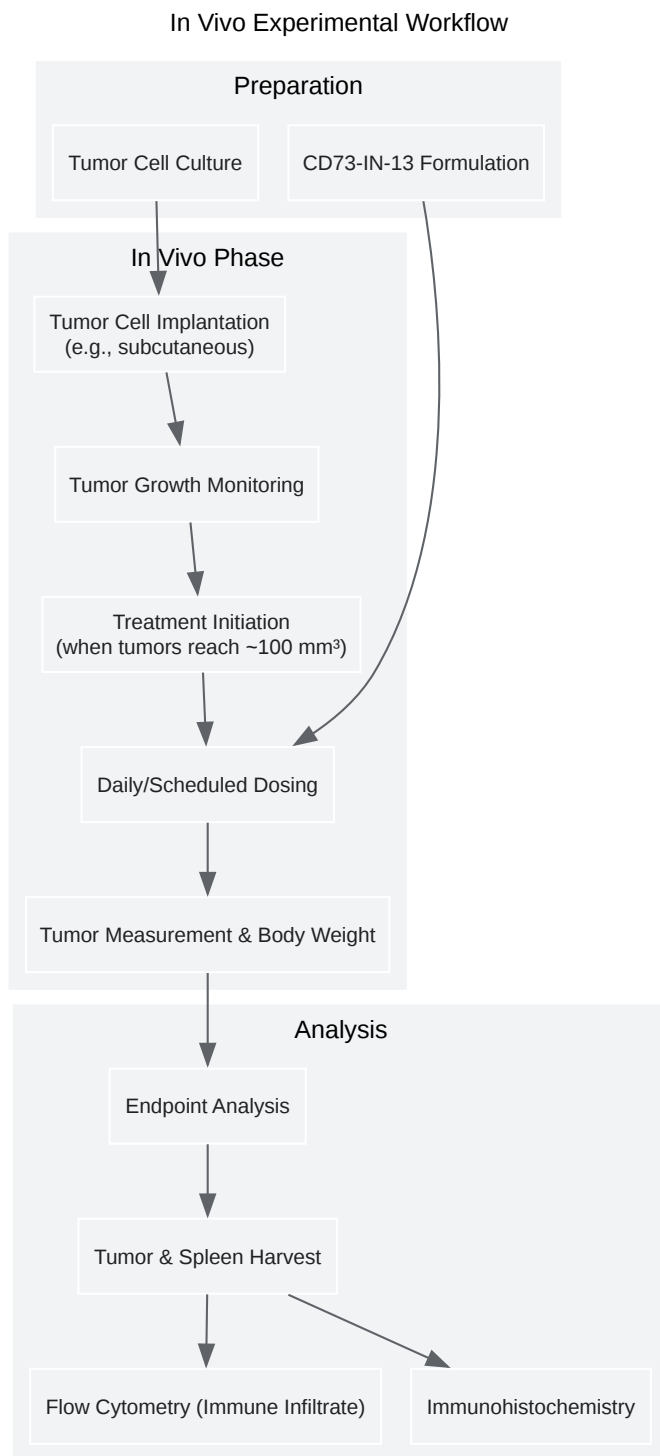 In Vivo Experimental Workflow
Preparation
Tumor Cell Culture
CD73-IN-13 Formulation
In Vivo Phase
Tumor Cell Implantation
(e.g., subcutaneous)
Tumor Growth Monitoring
Treatment Initiation
(when tumors reach ~100 mm³)
Daily/Scheduled Dosing
Tumor Measurement & Body Weight
Analysis
Endpoint Analysis
Tumor & Spleen Harvest
Flow Cytometry (Immune Infiltrate)
Immunohistochemistry